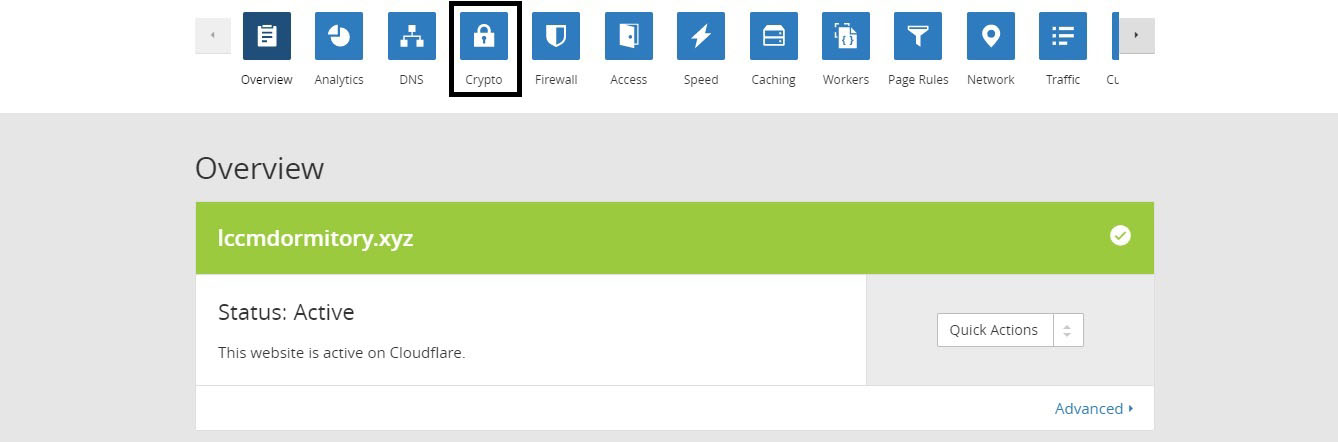 Overview Analytics DNS Crypto Firewall Access Speed Caching Workers Page Rules Network Traffic
Overview
lccmdormitory.xyz
Status: Active
Quick Actions
This website is active on Cloudflare.
Advanced